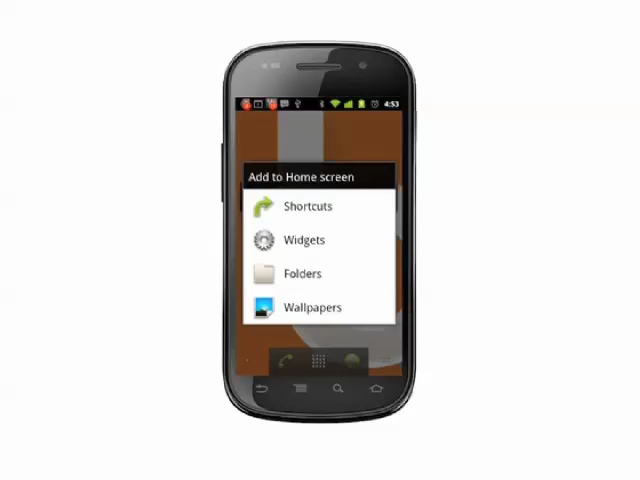 4:53
Add to Home screen
Shortcuts
Widgets
Folders
Wallpapers